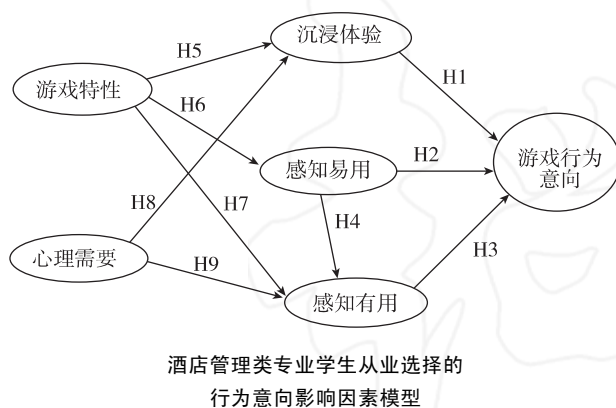 沉浸体验
H5
H1
游戏特性
H6
感知易用
H2
游戏行为
意向
H8
H7
H4
心理需要
H9
H3
感知有用
酒店管理类专业学生从业选择的
行为意向影响因素模型